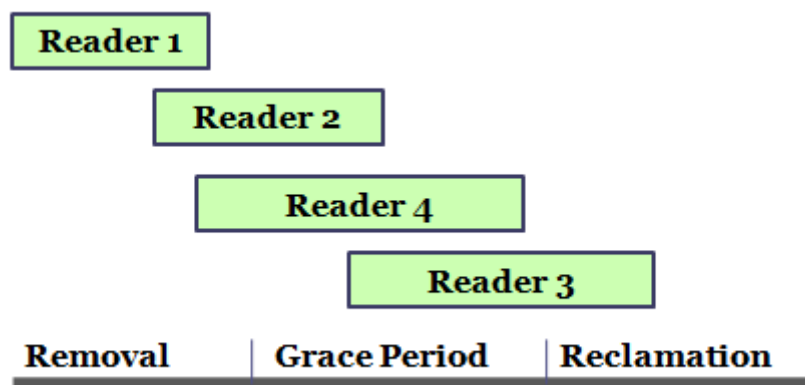 Reader 1
Reader 2
Reader 4
Reader 3
Removal Grace Period Reclamation